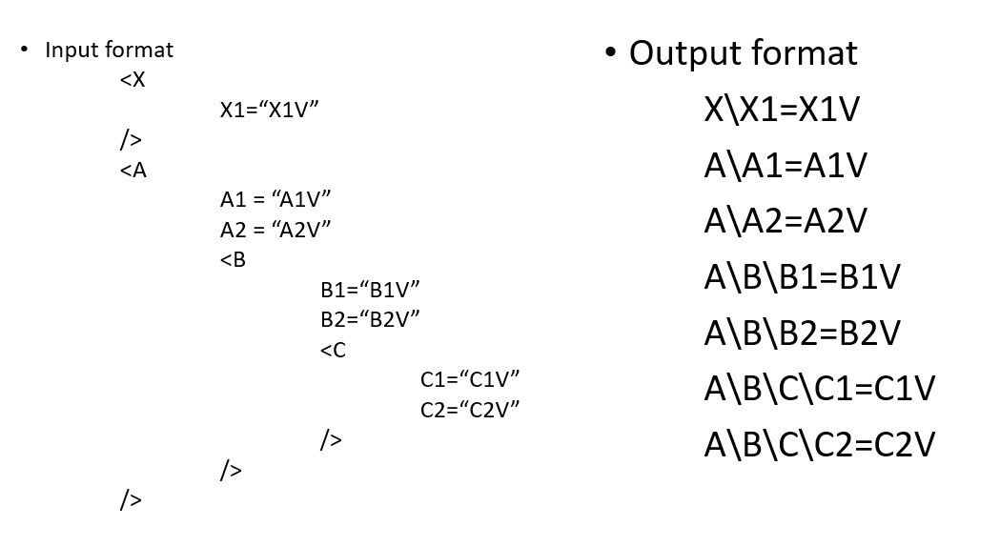 • Input format
<X
X1=“X1V”
/>
<A
A1 = “A1V”
A2 = “A2V”
<B
B1=“B1V”
B2=“B2V”
<C
C1=“C1V”
C2=“C2V”
/>
/>
/>
• Output format
X\X1=X1V
A\A1=A1V
A\A2=A2V
A\B\B1=B1V
A\B\B2=B2V
A\B\C\C1=C1V
A\B\C\C2=C2V